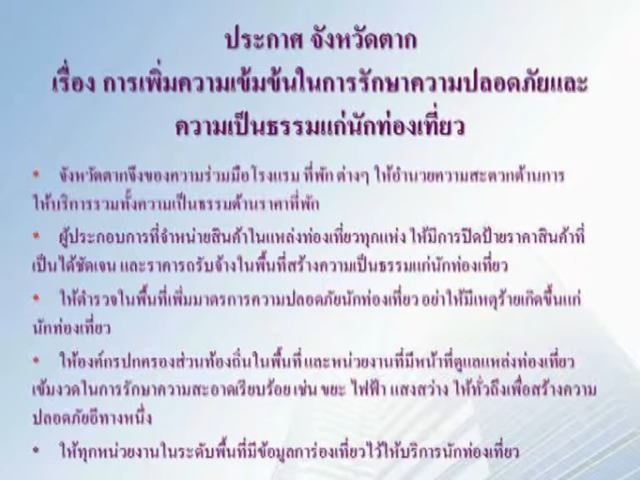 ประกาศ จังหวัดตาก
เรื่อง การเพิ่มความเข้มข้นในการรักษาความปลอดภัยและ
ความเป็นธรรมแก่นักท่องเที่ยว
• จังหวัดตากจึงของความร่วมมือโรงแรม ที่พัก ต่างๆ ให้อำนวยความสะดวกด้านการ
ให้บริการรวมทั้งความเป็นธรรมด้านราคาที่พัก
• ผู้ประกอบการที่จำหน่ายสินค้าในแหล่งท่องเที่ยวทุกแห่ง ให้มีการปิดป้ายราคาสินค้าที่
เป็นได้ชัดเจน และราคารถรับจ้างในพื้นที่สร้างความเป็นธรรมแก่นักท่องเที่ยว
• ให้ตำรวจในพื้นที่เพิ่มมาตรการความปลอดภัยนักท่องเที่ยว อย่าให้มีเหตุร้ายเกิดขึ้นแก่
นักท่องเที่ยว
• ให้องค์กรปกครองส่วนท้องถิ่นในพื้นที่ และหน่วยงานที่มีหน้าที่ดูแลแหล่งท่องเที่ยว
เข้มงวดในการรักษาความสะอาดเรียบร้อย เช่น ขยะ ไฟฟ้า แสงสว่าง ให้ทั่วถึงเพื่อสร้างความ
ปลอดภัยอีทางหนึ่ง
• ให้ทุกหน่วยงานในระดับพื้นที่มีข้อมูลการ่องเที่ยวไว้ให้บริการนักท่องเที่ยว